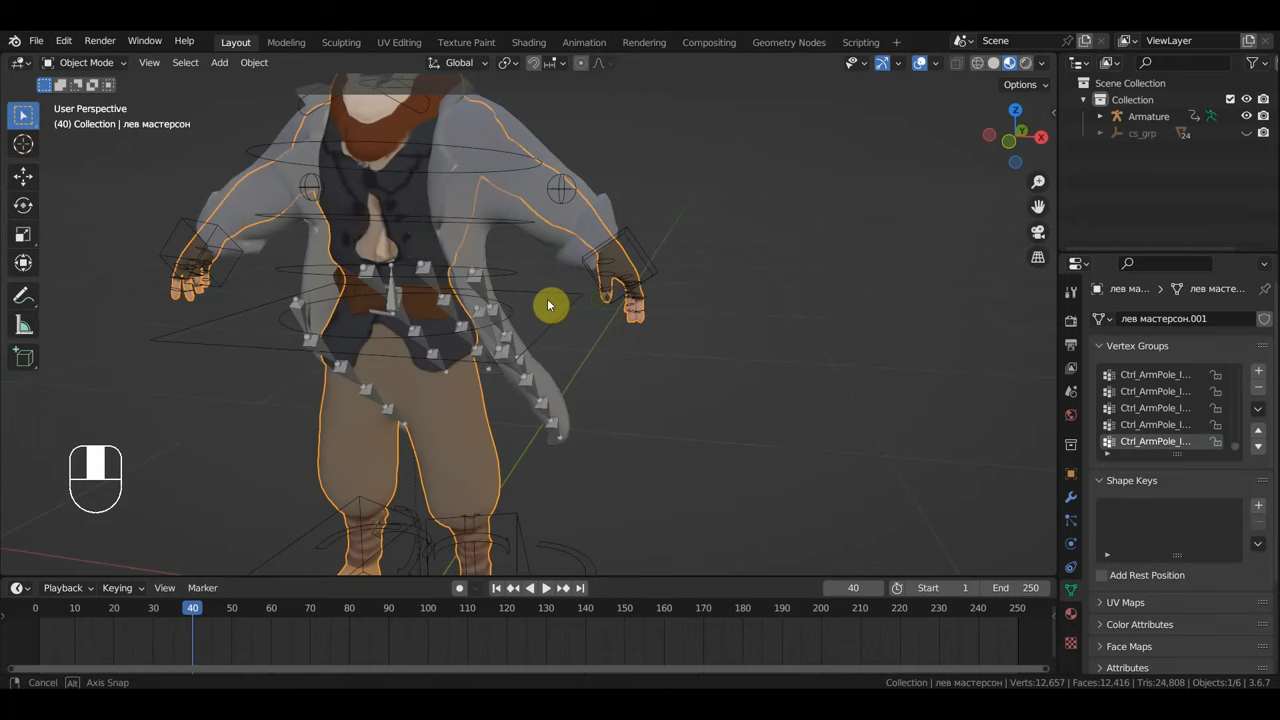 File Edit Render Window Help Layout Modeling Sculpting UV Editing Texture Paint Shading Animation Rendering Compositing Geometry Nodes Scripting + Scene ViewLayer
Object Mode View Select Add Object Global
Options
User Perspective
(40) Collection | лев мастерсон
Z
Y
X
Scene Collection
Collection
Armature
cs_grp
24
лев ма... лев мастерс...
лев мастерсон.001
Vertex Groups
Ctrl_ArmPole_I...
Ctrl_ArmPole_I...
Ctrl_ArmPole_I...
Ctrl_ArmPole_I...
Ctrl_ArmPole_I...
Shape Keys
Add Rest Position
UV Maps
Color Attributes
Face Maps
Attributes
Playback Keying View Marker 40 Start 1 End 250
0 10 20 30 40 50 60 70 80 90 100 110 120 130 140 150 160 170 180 190 200 210 220 230 240 250
Cancel Alt Axis Snap Collection | лев мастерсон | Verts:12,657 | Faces:12,416 | Tris:24,808 | Objects:1/6 | 3.6.7